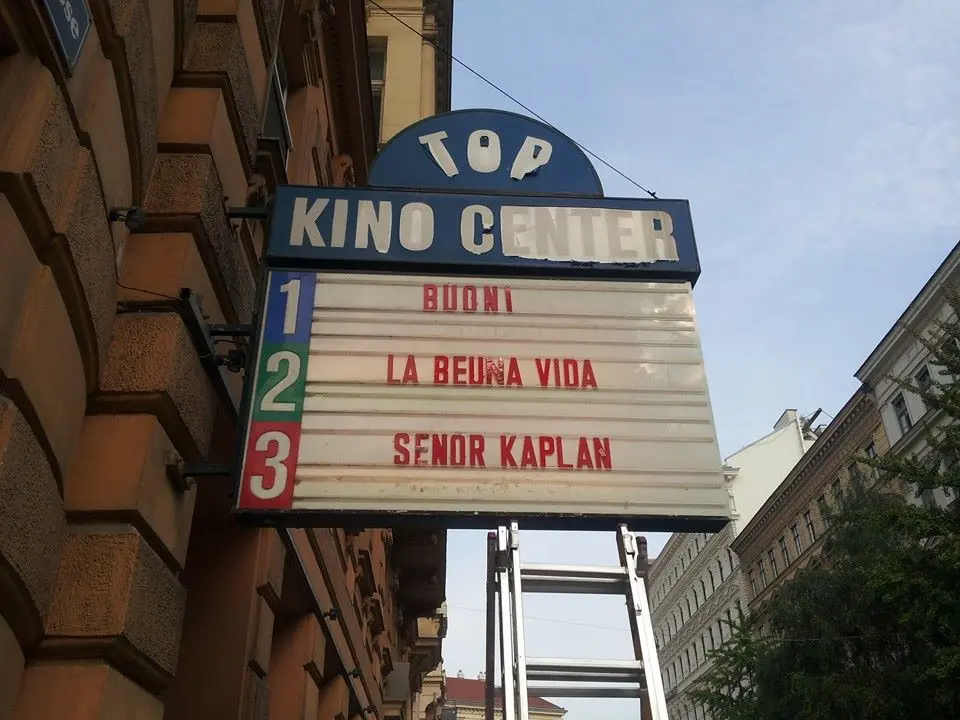 TOP
KINO CENTER
1 BUONI
2 LA BEUNA VIDA
3 SENOR KAPLAN